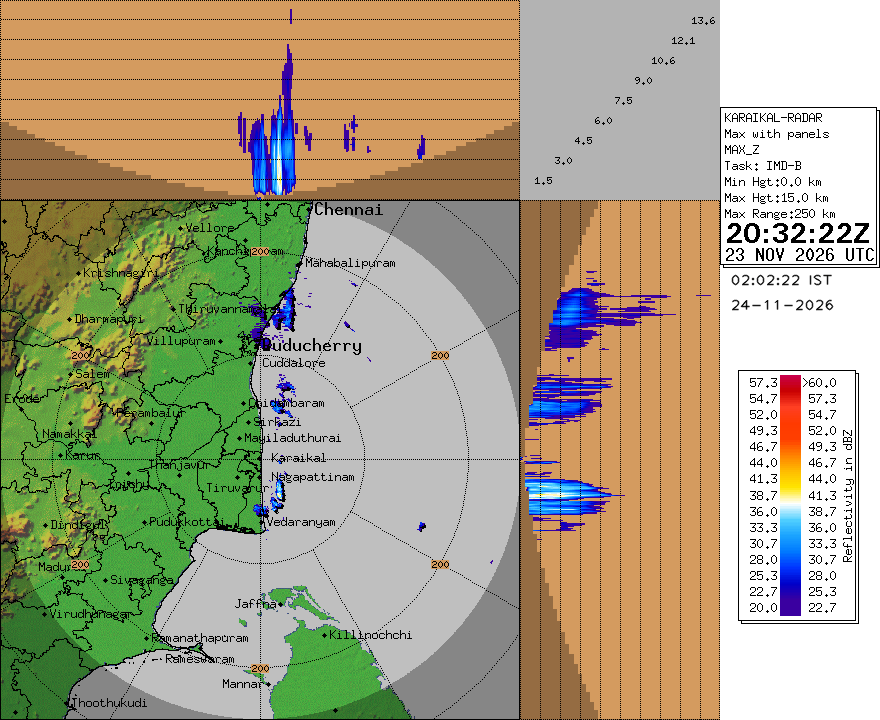 13.6
12.1
10.6
9.0
7.5
6.0
4.5
3.0
1.5
KARAIKAL-RADAR
Max with panels
MAX_Z
Task: IMD-B
Min Hgt:0.0 km
Max Hgt:15.0 km
Max Range:250 km
20:32:22Z
23 NOV 2026 UTC
02:02:22 IST
24-11-2026
Chennai
Vellore
200
Mahabalipuram
Krishnagiri
Dharmapuri
Villupuram
Puducherry
200
200
Cuddalore
Salem
Erode
Perambalur
Chidambaram
Sirkazi
Namakkal
Mayiladuthurai
Karur
Karaikal
Thanjavur
Nagapattinam
Tiruvarur
Dindigul
Pudukkottai
Vedaranyam
200
200
Sivaganga
Jaffna
Virudhunagar
Killinochchi
Ramanathapuram
Rameswaram
200
Mannar
Thoothukudi
57.3 >60.0
54.7 57.3
52.0 54.7
49.3 52.0
46.7 49.3
44.0 46.7
41.3 44.0
38.7 41.3
36.0 38.7
33.3 36.0
30.7 33.3
28.0 30.7
25.3 28.0
22.7 25.3
20.0 22.7
Reflectivity in dBZ